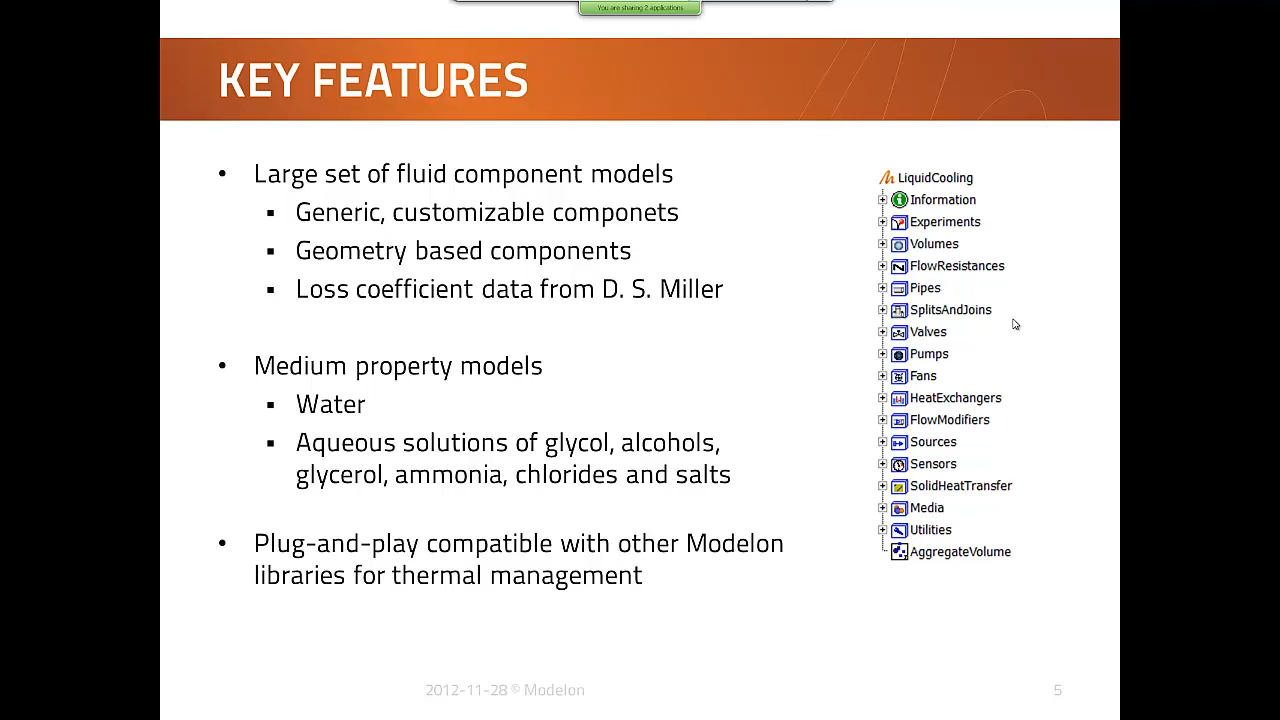 You are sharing 2 applications
KEY FEATURES
• Large set of fluid component models
▪ Generic, customizable componets
▪ Geometry based components
▪ Loss coefficient data from D. S. Miller
• Medium property models
▪ Water
▪ Aqueous solutions of glycol, alcohols,
glycerol, ammonia, chlorides and salts
• Plug-and-play compatible with other Modelon
libraries for thermal management
LiquidCooling
Information
Experiments
Volumes
FlowResistances
Pipes
SplitsAndJoins
Valves
Pumps
Fans
HeatExchangers
FlowModifiers
Sources
Sensors
SolidHeatTransfer
Media
Utilities
AggregateVolume
2012-11-28 © Modelon
5